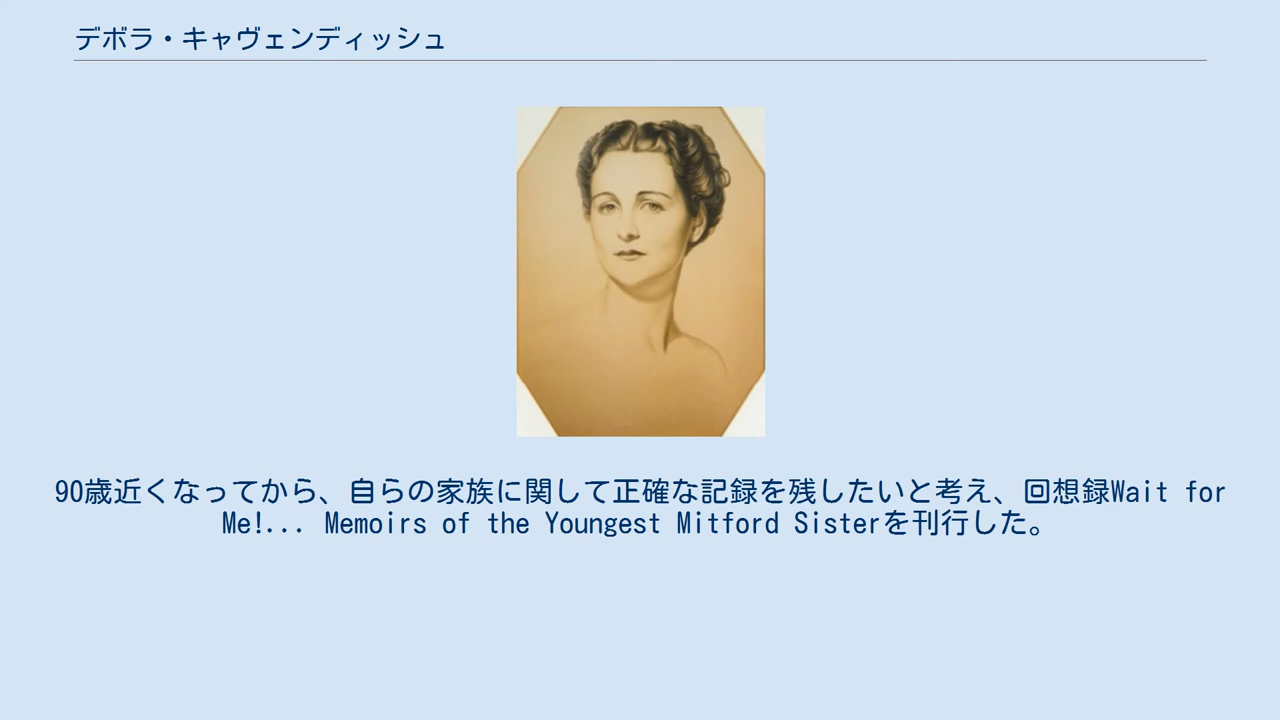 デボラ・キャヴェンディッシュ
90歳近くなってから、自らの家族に関して正確な記録を残したいと考え、回想録Wait for
Me!... Memoirs of the Youngest Mitford Sisterを刊行した。